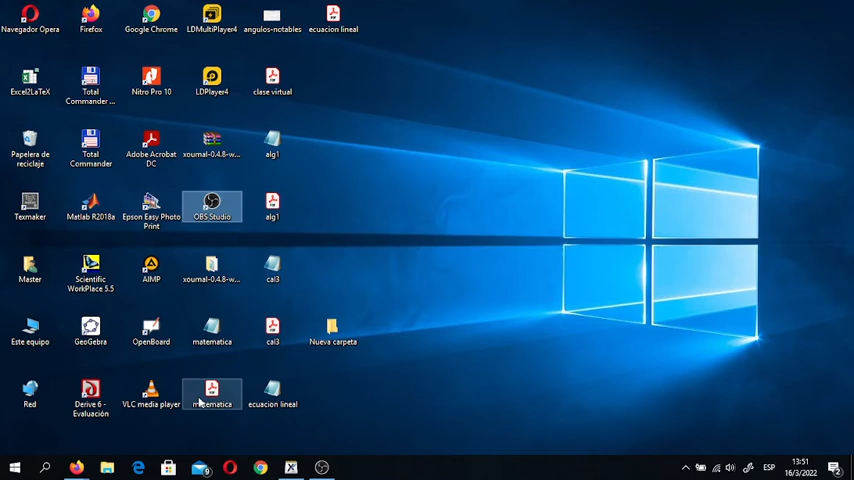 Navegador Opera
Firefox
Google Chrome
LDMultiPlayer4
angulos-notables
ecuacion lineal
Excel2LaTeX
Total
Commander ...
Nitro Pro 10
LDPlayer4
clase virtual
Papelera de
reciclaje
Total
Commander
Adobe Acrobat
DC
xournal-0.4.8-w...
alg1
Texmaker
Matlab R2018a
Epson Easy Photo
Print
OBS Studio
alg1
Master
Scientific
WorkPlace 5.5
AIMP
xournal-0.4.8-w...
cal3
Este equipo
GeoGebra
OpenBoard
matematica
cal3
Nueva carpeta
Red
Derive 6 -
Evaluación
VLC media player
matematica
ecuacion lineal
9
ESP
13:51
16/3/2022
2